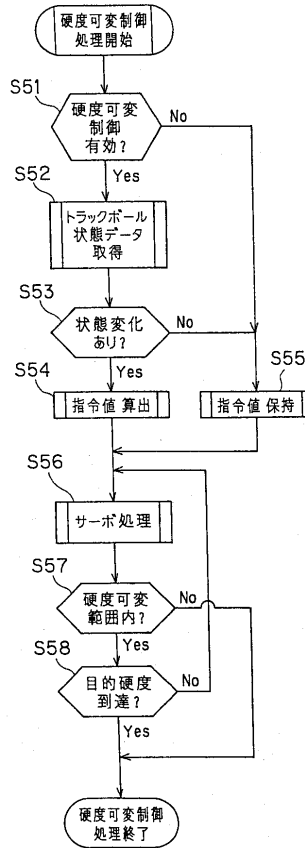 硬度可変制御
処理開始
S51
硬度可変
制御
有効?
No
Yes
S52
トラックボール
状態データ
取得
S53
状態変化
あり?
No
Yes
S54
指令値 算出
S55
指令値 保持
S56
サーボ処理
S57
硬度可変
範囲内?
No
Yes
S58
目的硬度
到達?
No
Yes
硬度可変制御
処理終了